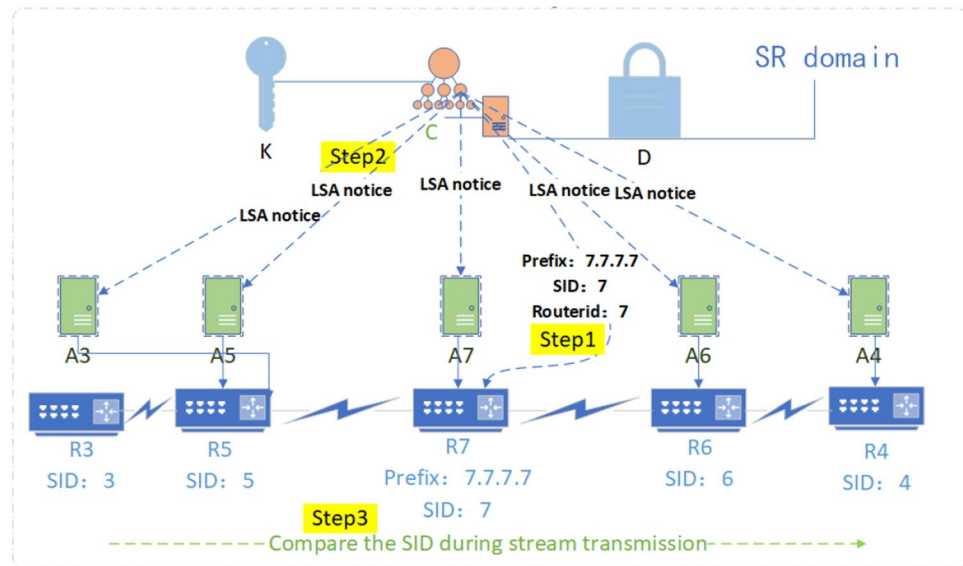 SR domain
K
C
D
Step2
LSA notice
LSA notice
LSA notice
LSA notice
LSA notice
Prefix：7.7.7.7
SID：7
Routerid：7
Step1
A3
A5
A7
A6
A4
R3
SID：3
R5
SID：5
R7
Prefix：7.7.7.7
SID：7
R6
SID：6
R4
SID：4
Step3
Compare the SID during stream transmission